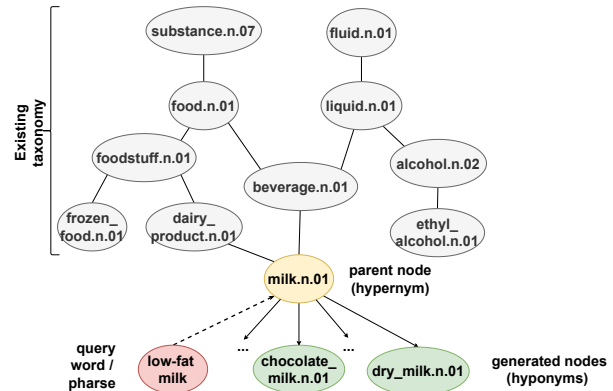 substance.n.07
fluid.n.01
food.n.01
liquid.n.01
Existing
taxonomy
foodstuff.n.01
alcohol.n.02
beverage.n.01
frozen_
food.n.01
dairy_
product.n.01
ethyl_
alcohol.n.01
milk.n.01
parent node
(hypernym)
query
word /
pharse
low-fat
milk
...
chocolate_
milk.n.01
...
dry_milk.n.01
generated nodes
(hyponyms)